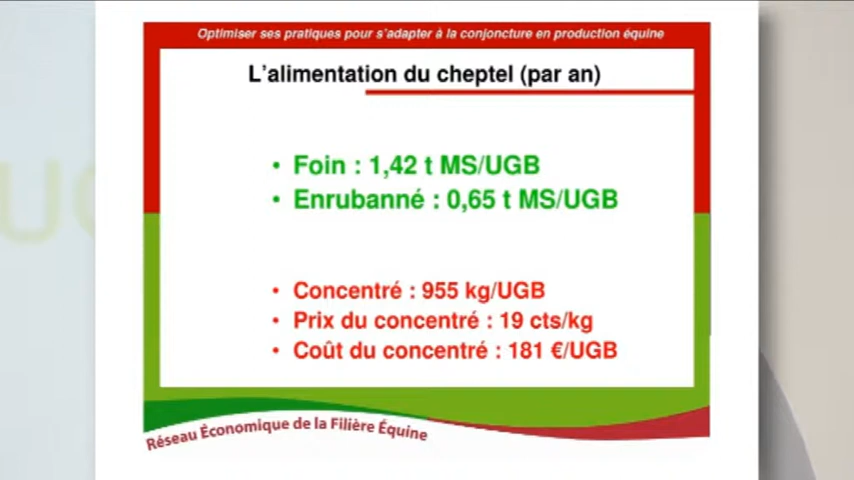 Optimiser ses pratiques pour s'adapter à la conjoncture en production équine
L'alimentation du cheptel (par an)
• Foin : 1,42 t MS/UGB
• Enrubanné : 0,65 t MS/UGB
• Concentré : 955 kg/UGB
• Prix du concentré : 19 cts/kg
• Coût du concentré : 181 €/UGB
Réseau Économique de la Filière Équine